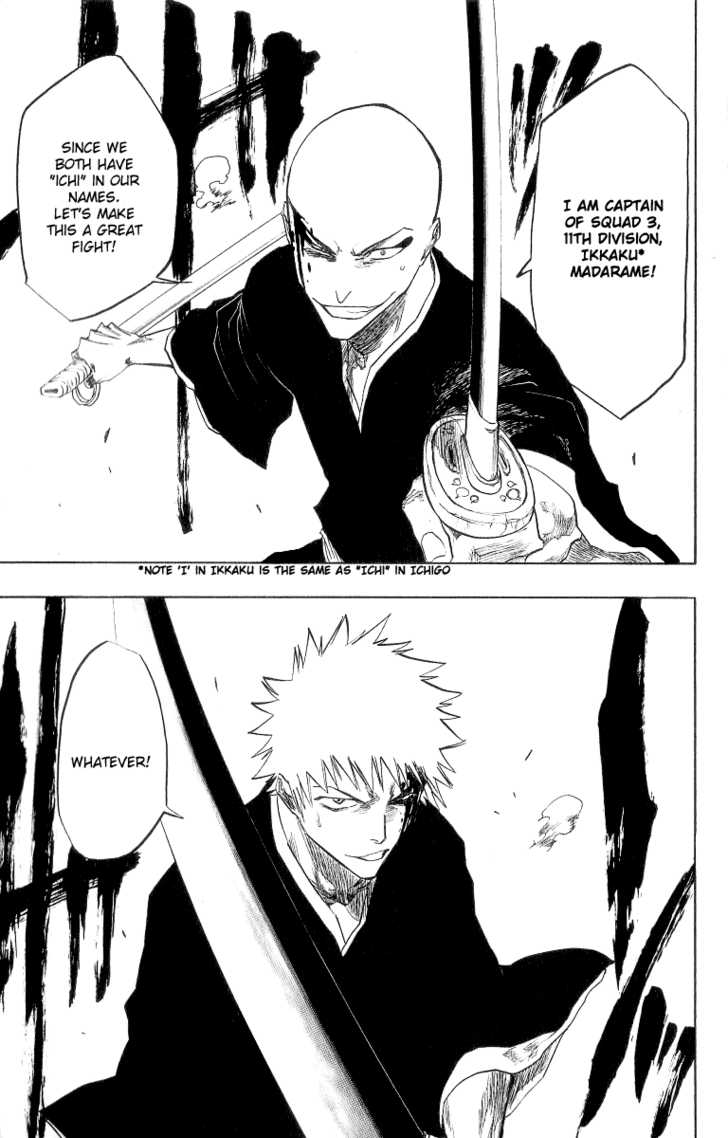 I AM CAPTAIN
OF SQUAD 3,
11TH DIVISION,
IKKAKU*
MADARAME!
SINCE WE
BOTH HAVE
"ICHI" IN OUR
NAMES.
LET'S MAKE
THIS A GREAT
FIGHT!
*NOTE 'I' IN IKKAKU IS THE SAME AS "ICHI" IN ICHIGO
WHATEVER!